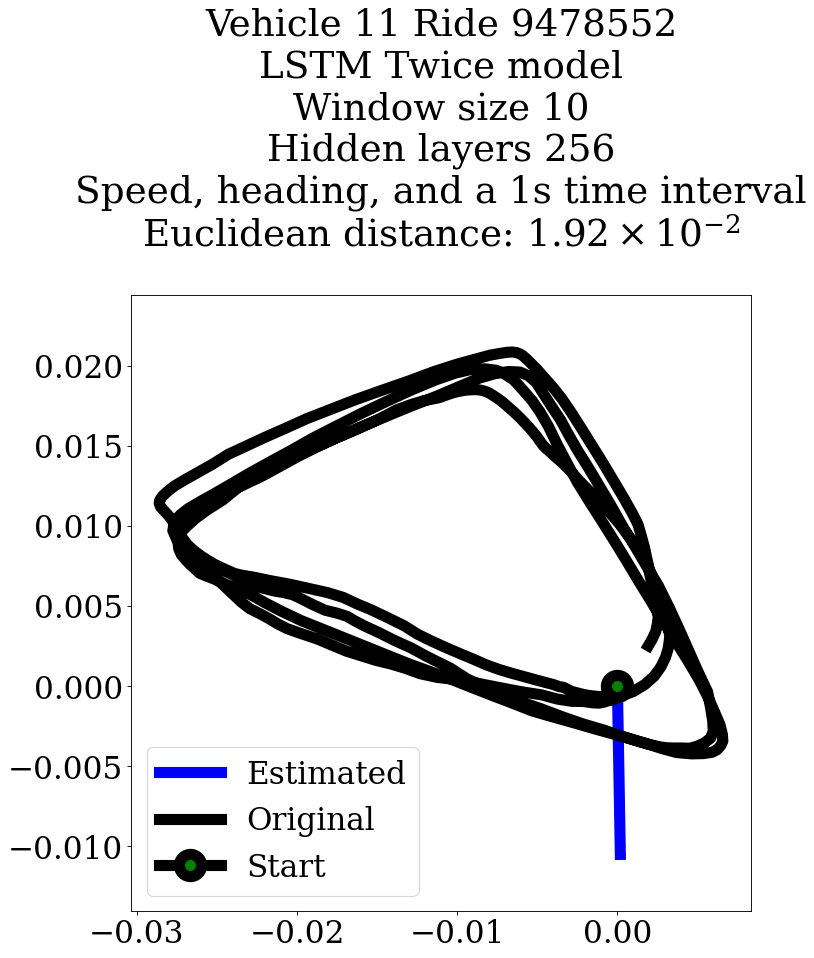 Vehicle 11 Ride 9478552
LSTM Twice model
Window size 10
Hidden layers 256
Speed, heading, and a 1s time interval
Euclidean distance: 1.92 × 10⁻²
0.020
0.015
0.010
0.005
0.000
−0.005
−0.010
Estimated
Original
Start
−0.03 −0.02 −0.01 0.00